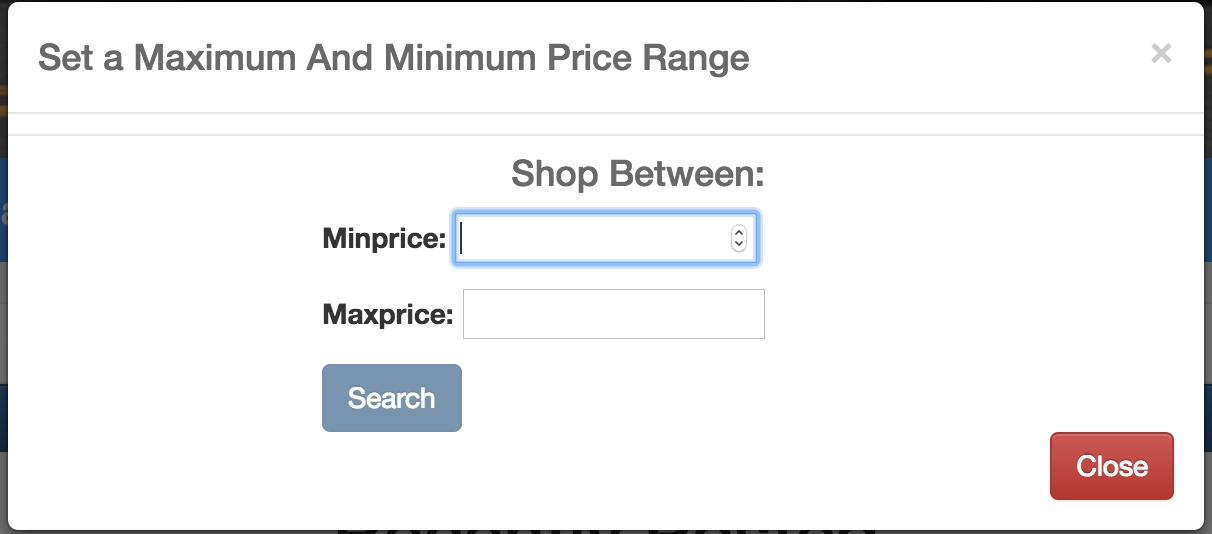 Set a Maximum And Minimum Price Range
×
Shop Between:
Minprice:
Maxprice:
Search
Close